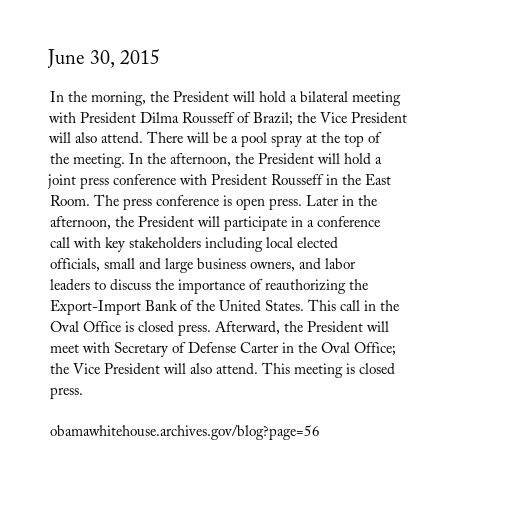 June 30, 2015
In the morning, the President will hold a bilateral meeting
with President Dilma Rousseff of Brazil; the Vice President
will also attend. There will be a pool spray at the top of
the meeting. In the afternoon, the President will hold a
joint press conference with President Rousseff in the East
Room. The press conference is open press. Later in the
afternoon, the President will participate in a conference
call with key stakeholders including local elected
officials, small and large business owners, and labor
leaders to discuss the importance of reauthorizing the
Export-Import Bank of the United States. This call in the
Oval Office is closed press. Afterward, the President will
meet with Secretary of Defense Carter in the Oval Office;
the Vice President will also attend. This meeting is closed
press.
obamawhitehouse.archives.gov/blog?page=56